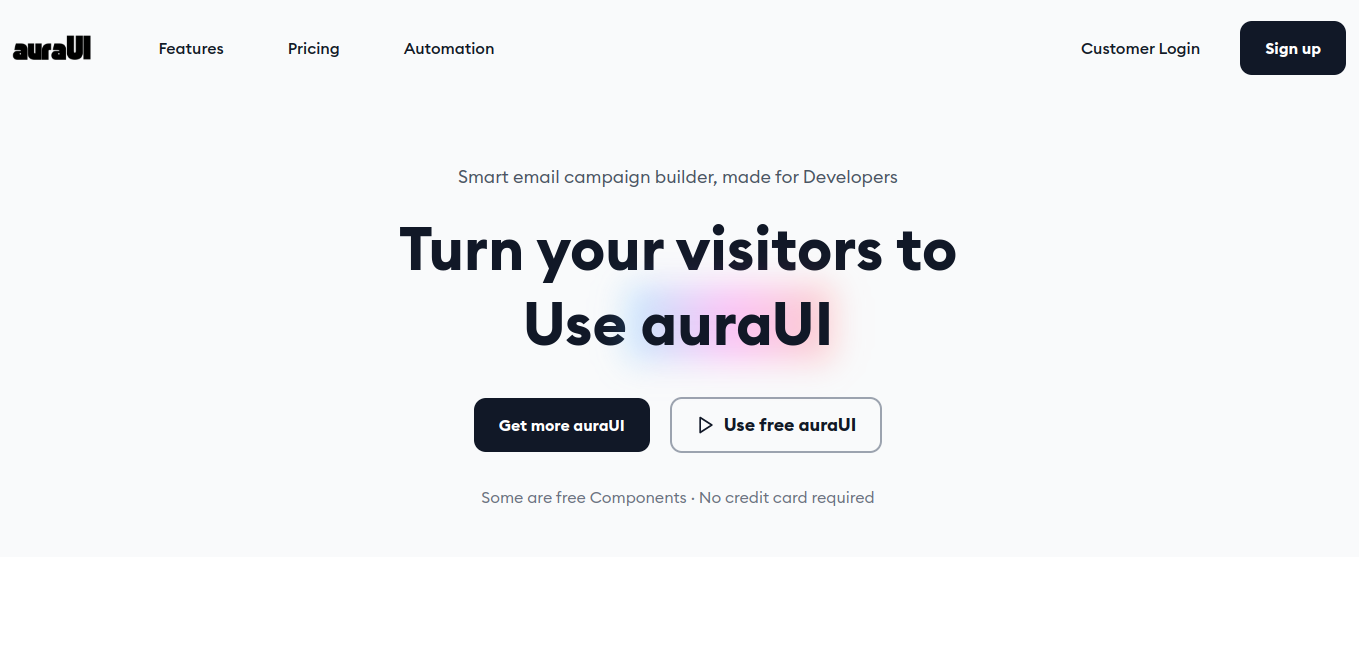 auraUI
Features
Pricing
Automation
Customer Login
Sign up
Smart email campaign builder, made for Developers
Turn your visitors to
Use auraUI
Get more auraUI
Use free auraUI
Some are free Components · No credit card required